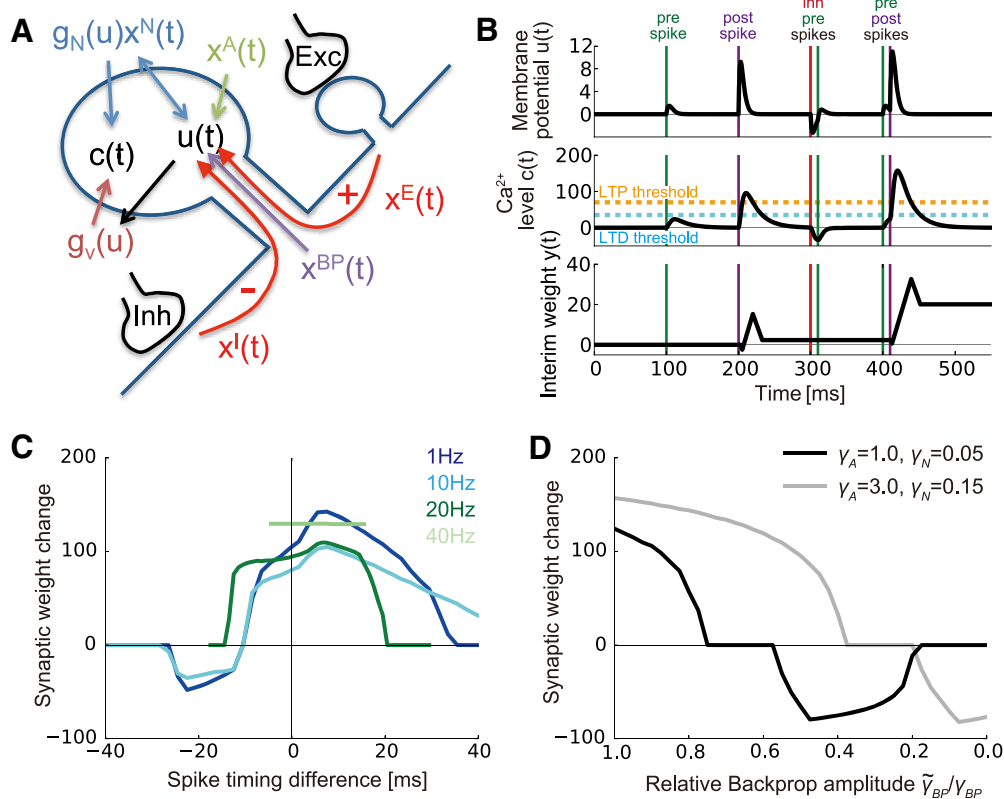 A
g_N(u)x^N(t)
x^A(t)
Exc
c(t)
u(t)
+
x^E(t)
g_v(u)
x^BP(t)
Inh
-
x^I(t)
B
pre spike
post spike
inh pre spikes
pre post spikes
Membrane potential u(t)
12
8
4
0
Ca2+ level c(t)
200
100
0
LTP threshold
LTD threshold
Interim weight y(t)
40
20
0
0 100 200 300 400 500
Time [ms]
C
Synaptic weight change
200
100
0
-100
-40 -20 0 20 40
Spike timing difference [ms]
1Hz
10Hz
20Hz
40Hz
D
Synaptic weight change
200
100
0
-100
1.0 0.8 0.6 0.4 0.2 0.0
Relative Backprop amplitude γ̃_BP/γ_BP
γ_A=1.0, γ_N=0.05
γ_A=3.0, γ_N=0.15